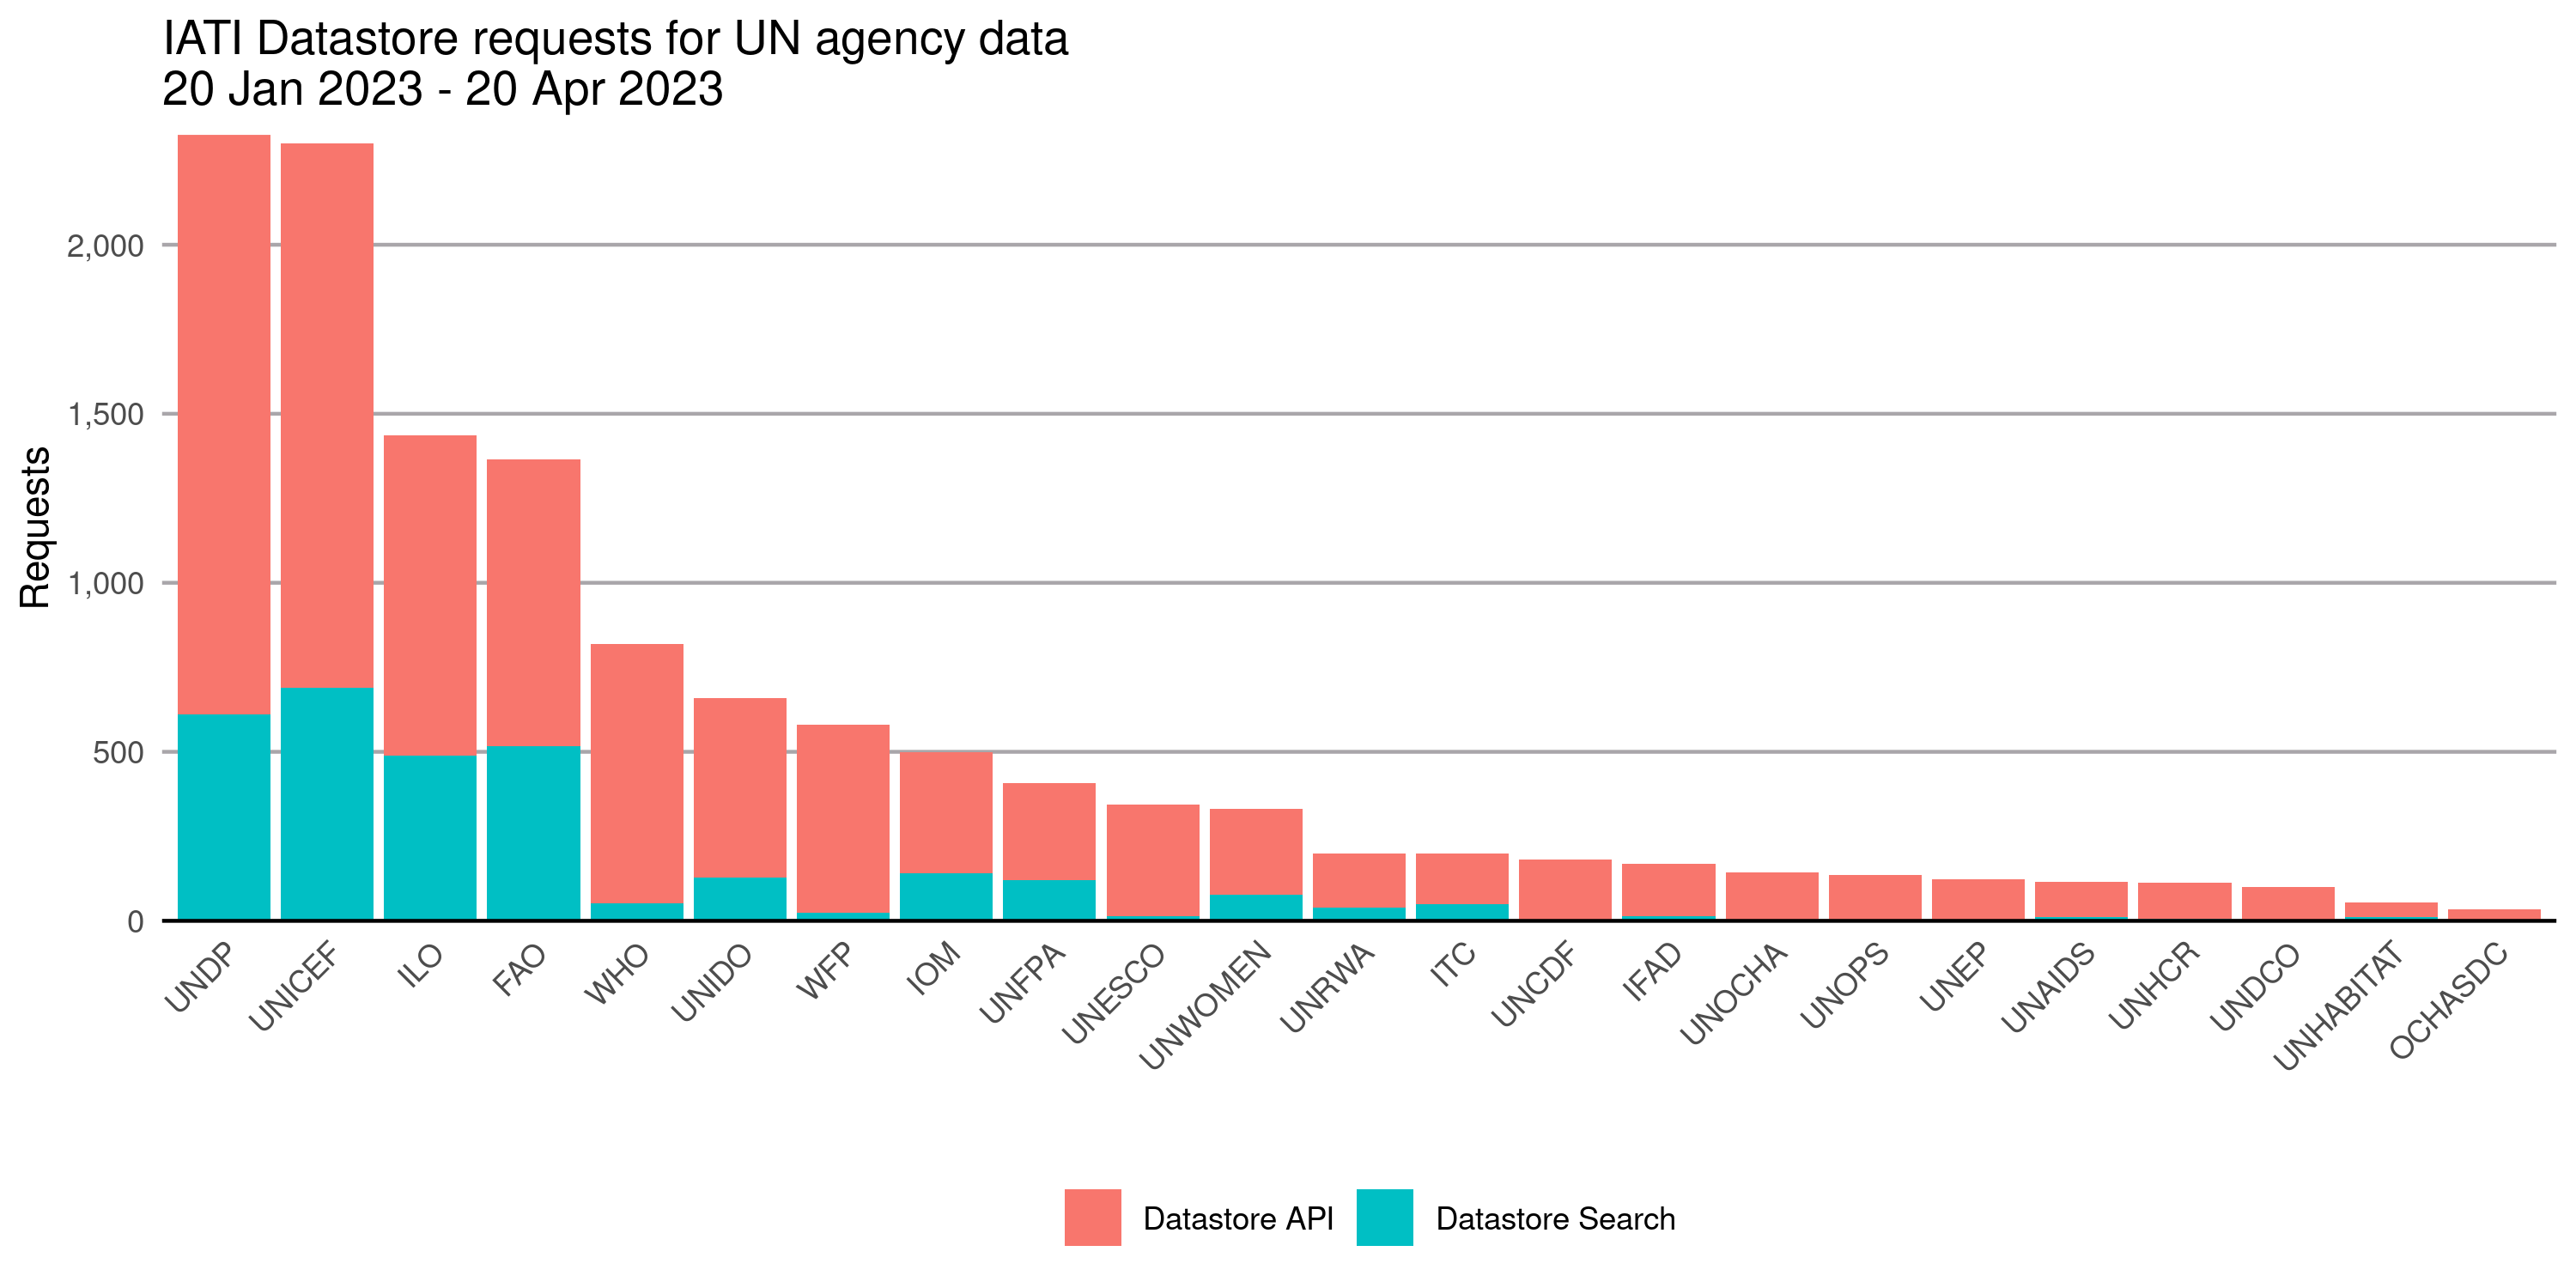 IATI Datastore requests for UN agency data
20 Jan 2023 - 20 Apr 2023
Requests
2,000
1,500
1,000
500
0
UNDP
UNICEF
ILO
FAO
WHO
UNIDO
WFP
IOM
UNFPA
UNESCO
UNWOMEN
UNRWA
ITC
UNCDF
IFAD
UNOCHA
UNOPS
UNEP
UNAIDS
UNHCR
UNDCO
UNHABITAT
OCHASDC
Datastore API
Datastore Search